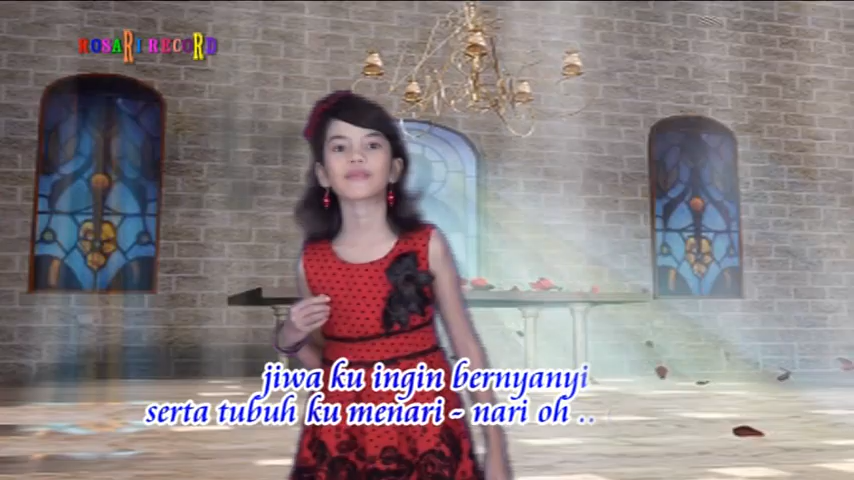 ROSARI RECORD
jiwa ku ingin bernyanyi
serta tubuh ku menari - nari oh ..